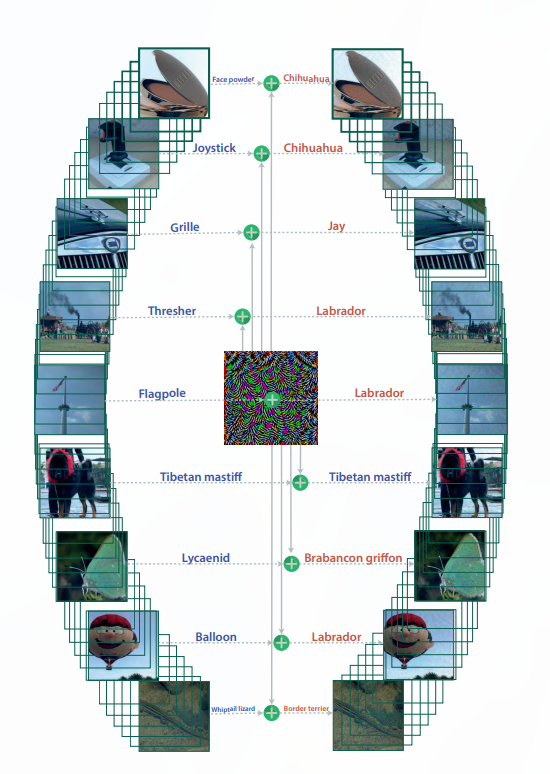 Face powder Chihuahua
Joystick Chihuahua
Grille Jay
Thresher Labrador
Flagpole Labrador
Tibetan mastiff Tibetan mastiff
Lycaenid Brabancon griffon
Balloon Labrador
Whiptail lizard Border terrier